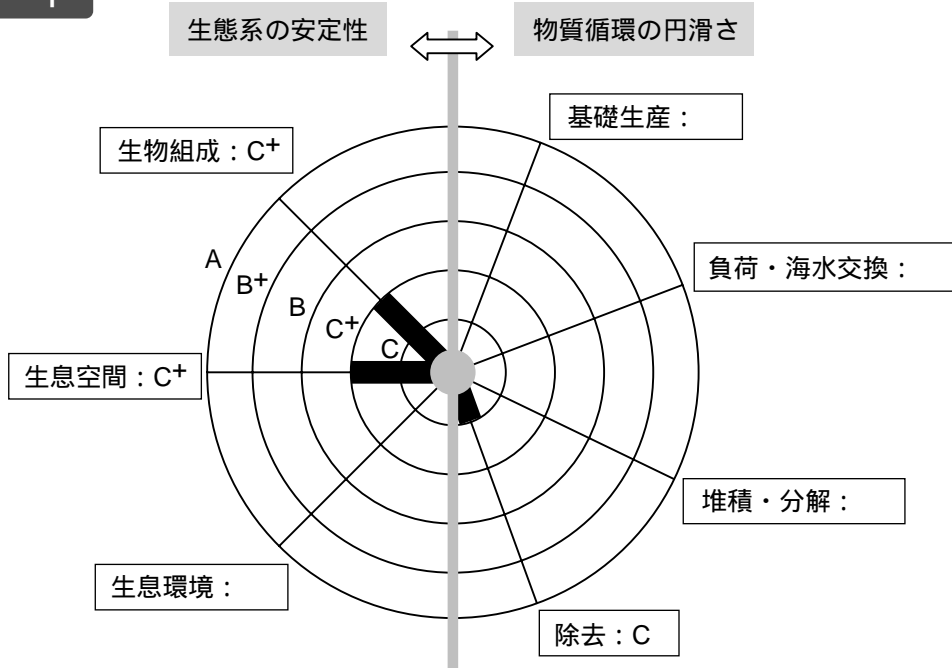 生態系の安定性
物質循環の円滑さ
基礎生産：
生物組成：C+
負荷・海水交換：
A
B+
B
C+
C
生息空間：C+
堆積・分解：
生息環境：
除去：C